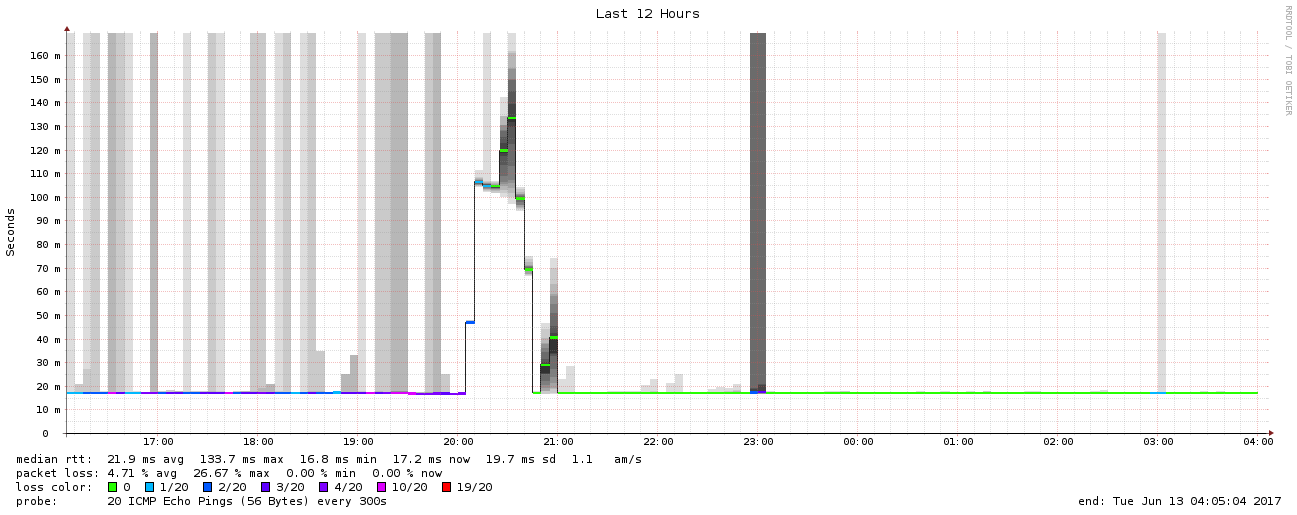 Last 12 Hours
RRDTOOL / TOBI OETIKER
Seconds
160 m
150 m
140 m
130 m
120 m
110 m
100 m
90 m
80 m
70 m
60 m
50 m
40 m
30 m
20 m
10 m
0
17:00 18:00 19:00 20:00 21:00 22:00 23:00 00:00 01:00 02:00 03:00 04:00
median rtt: 21.9 ms avg 133.7 ms max 16.8 ms min 17.2 ms now 19.7 ms sd 1.1 am/s
packet loss: 4.71 % avg 26.67 % max 0.00 % min 0.00 % now
loss color: 0 1/20 2/20 3/20 4/20 10/20 19/20
probe: 20 ICMP Echo Pings (56 Bytes) every 300s end: Tue Jun 13 04:05:04 2017